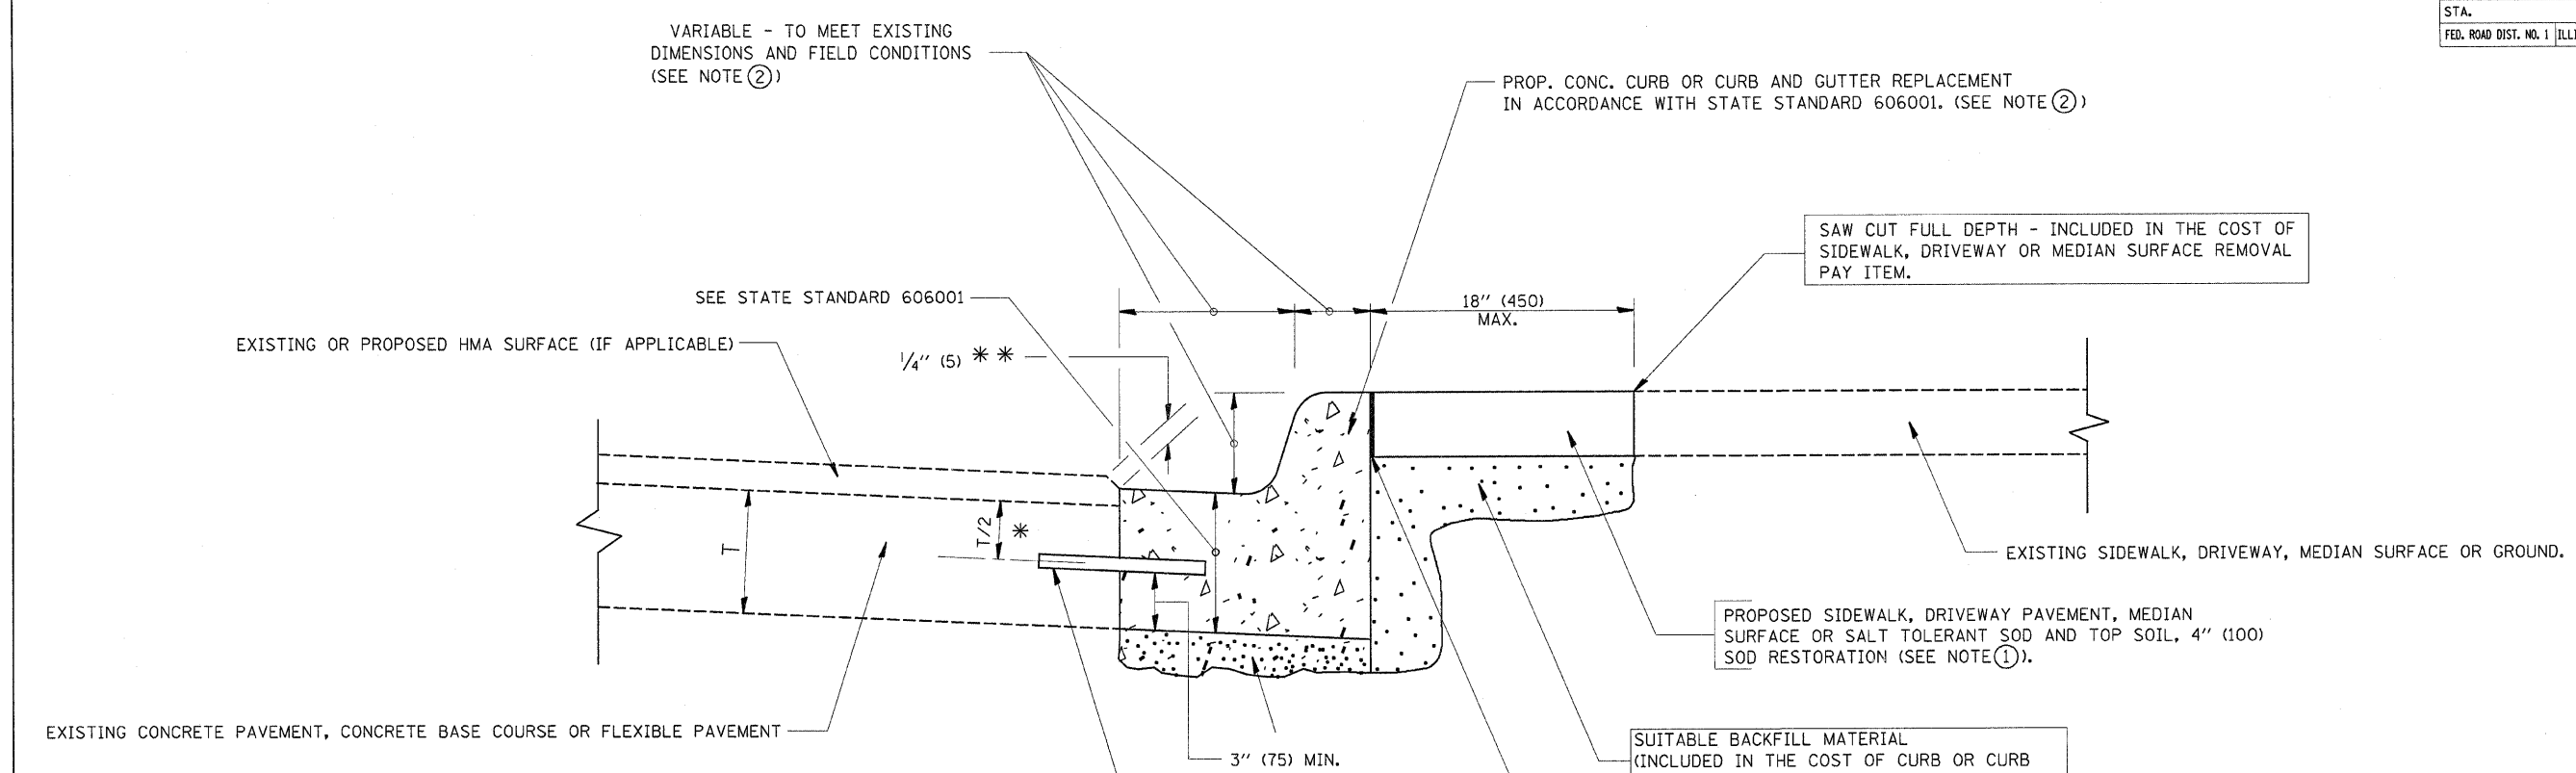 STA.
FED. ROAD DIST. NO. 1
VARIABLE - TO MEET EXISTING
DIMENSIONS AND FIELD CONDITIONS
(SEE NOTE ②)
PROP. CONC. CURB OR CURB AND GUTTER REPLACEMENT
IN ACCORDANCE WITH STATE STANDARD 606001. (SEE NOTE ②)
SAW CUT FULL DEPTH - INCLUDED IN THE COST OF
SIDEWALK, DRIVEWAY OR MEDIAN SURFACE REMOVAL
PAY ITEM.
SEE STATE STANDARD 606001
18" (450)
MAX.
EXISTING OR PROPOSED HMA SURFACE (IF APPLICABLE)
1/4" (5) * *
T
T/2 *
EXISTING SIDEWALK, DRIVEWAY, MEDIAN SURFACE OR GROUND.
PROPOSED SIDEWALK, DRIVEWAY PAVEMENT, MEDIAN
SURFACE OR SALT TOLERANT SOD AND TOP SOIL, 4" (100)
SOD RESTORATION (SEE NOTE ①).
EXISTING CONCRETE PAVEMENT, CONCRETE BASE COURSE OR FLEXIBLE PAVEMENT
3" (75) MIN.
SUITABLE BACKFILL MATERIAL
(INCLUDED IN THE COST OF CURB OR CURB